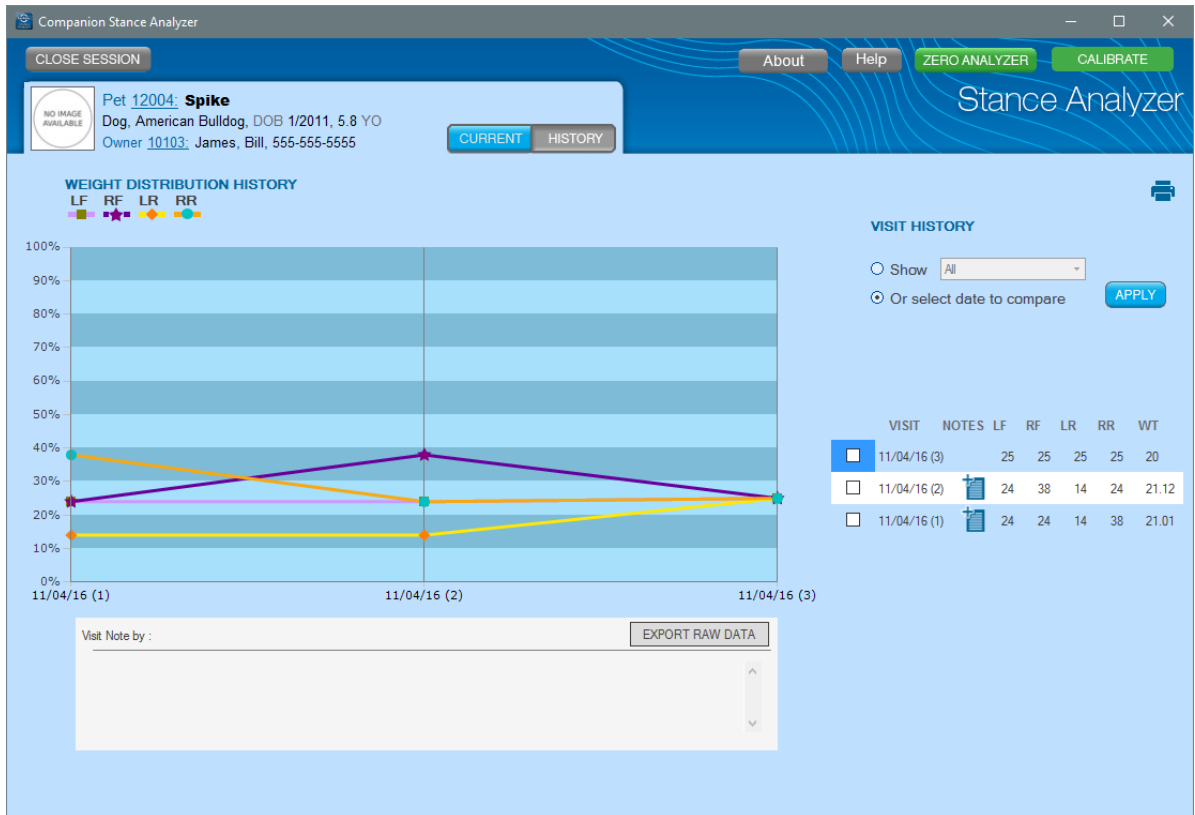 Companion Stance Analyzer
CLOSE SESSION
About
Help
ZERO ANALYZER
CALIBRATE
Stance Analyzer
NO IMAGE
AVAILABLE
Pet 12004: Spike
Dog, American Bulldog, DOB 1/2011, 5.8 YO
Owner 10103: James, Bill, 555-555-5555
CURRENT HISTORY
WEIGHT DISTRIBUTION HISTORY
LF RF LR RR
100%
90%
80%
70%
60%
50%
40%
30%
20%
10%
0%
11/04/16 (1) 11/04/16 (2) 11/04/16 (3)
Visit Note by :
EXPORT RAW DATA
VISIT HISTORY
Show All
Or select date to compare
APPLY
VISIT NOTES LF RF LR RR WT
11/04/16 (3) 25 25 25 25 20
11/04/16 (2) 24 38 14 24 21.12
11/04/16 (1) 24 24 14 38 21.01